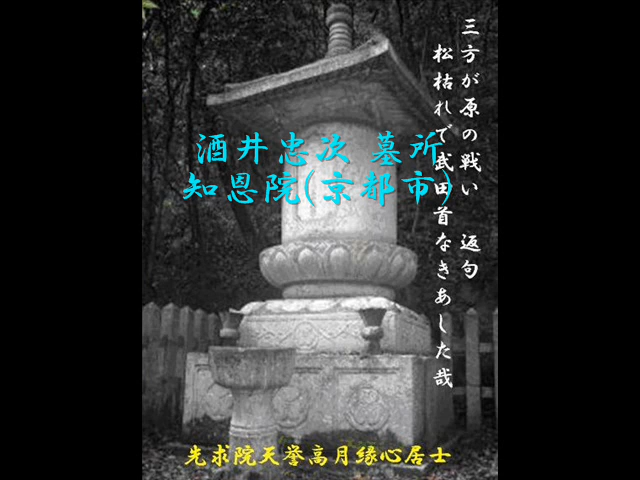 三方が原の戦い 返句
松枯れで武田首なきあした哉
酒井忠次 墓所
知恩院(京都市)
光求院天誉高月縁心居士